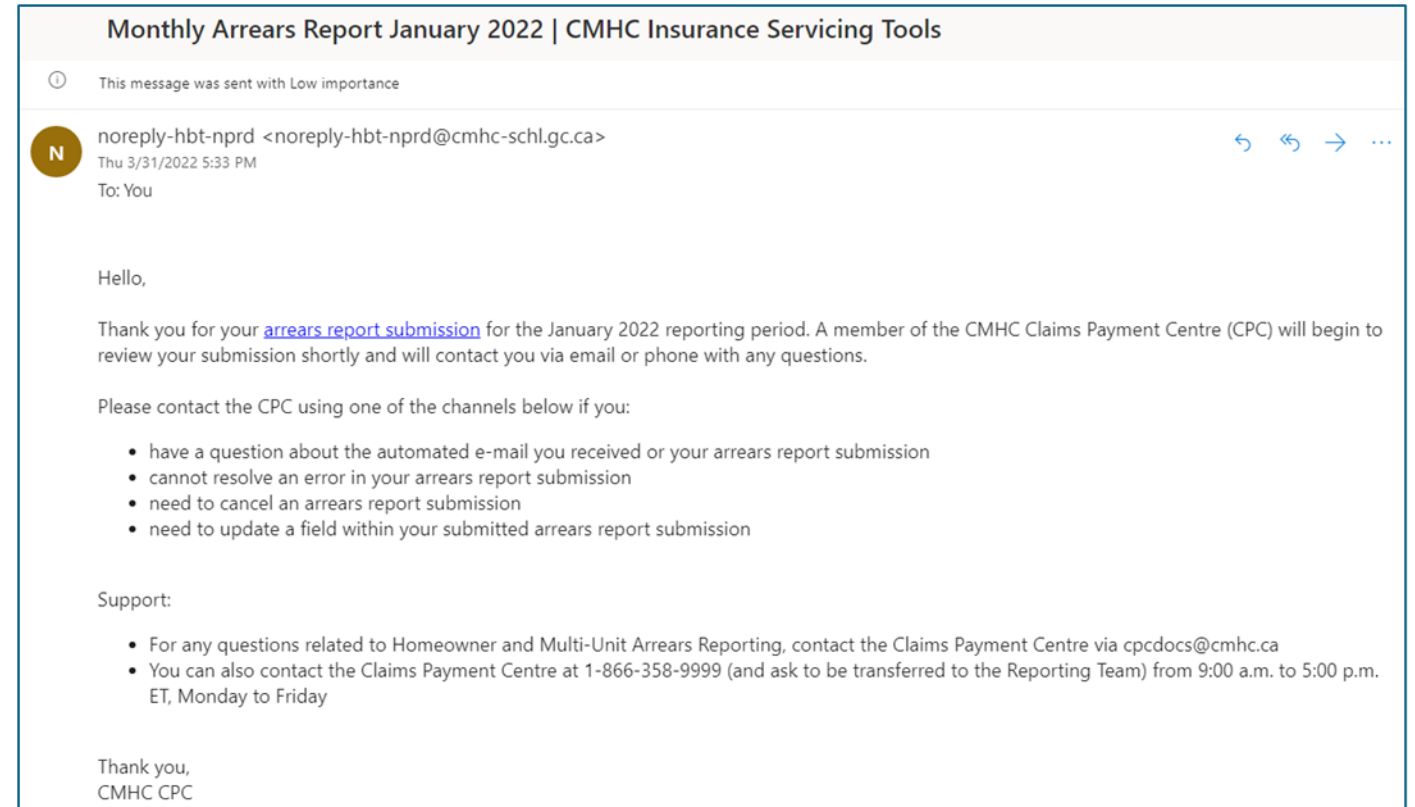 Monthly Arrears Report January 2022 | CMHC Insurance Servicing Tools
This message was sent with Low importance
N
noreply-hbt-nprd <noreply-hbt-nprd@cmhc-schl.gc.ca>
Thu 3/31/2022 5:33 PM
To: You
Hello,
Thank you for your arrears report submission for the January 2022 reporting period. A member of the CMHC Claims Payment Centre (CPC) will begin to
review your submission shortly and will contact you via email or phone with any questions.
Please contact the CPC using one of the channels below if you:
• have a question about the automated e-mail you received or your arrears report submission
• cannot resolve an error in your arrears report submission
• need to cancel an arrears report submission
• need to update a field within your submitted arrears report submission
Support:
• For any questions related to Homeowner and Multi-Unit Arrears Reporting, contact the Claims Payment Centre via cpcdocs@cmhc.ca
• You can also contact the Claims Payment Centre at 1-866-358-9999 (and ask to be transferred to the Reporting Team) from 9:00 a.m. to 5:00 p.m.
ET, Monday to Friday
Thank you,
CMHC CPC